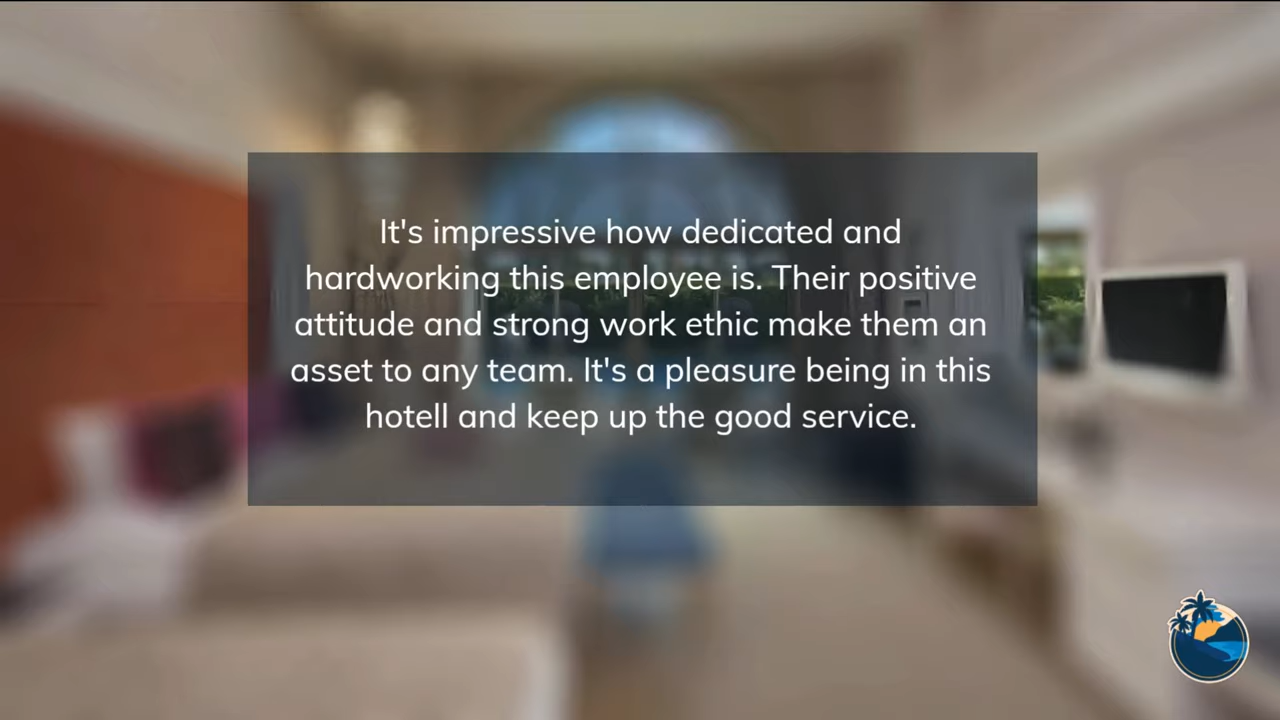 It's impressive how dedicated and
hardworking this employee is. Their positive
attitude and strong work ethic make them an
asset to any team. It's a pleasure being in this
hotell and keep up the good service.